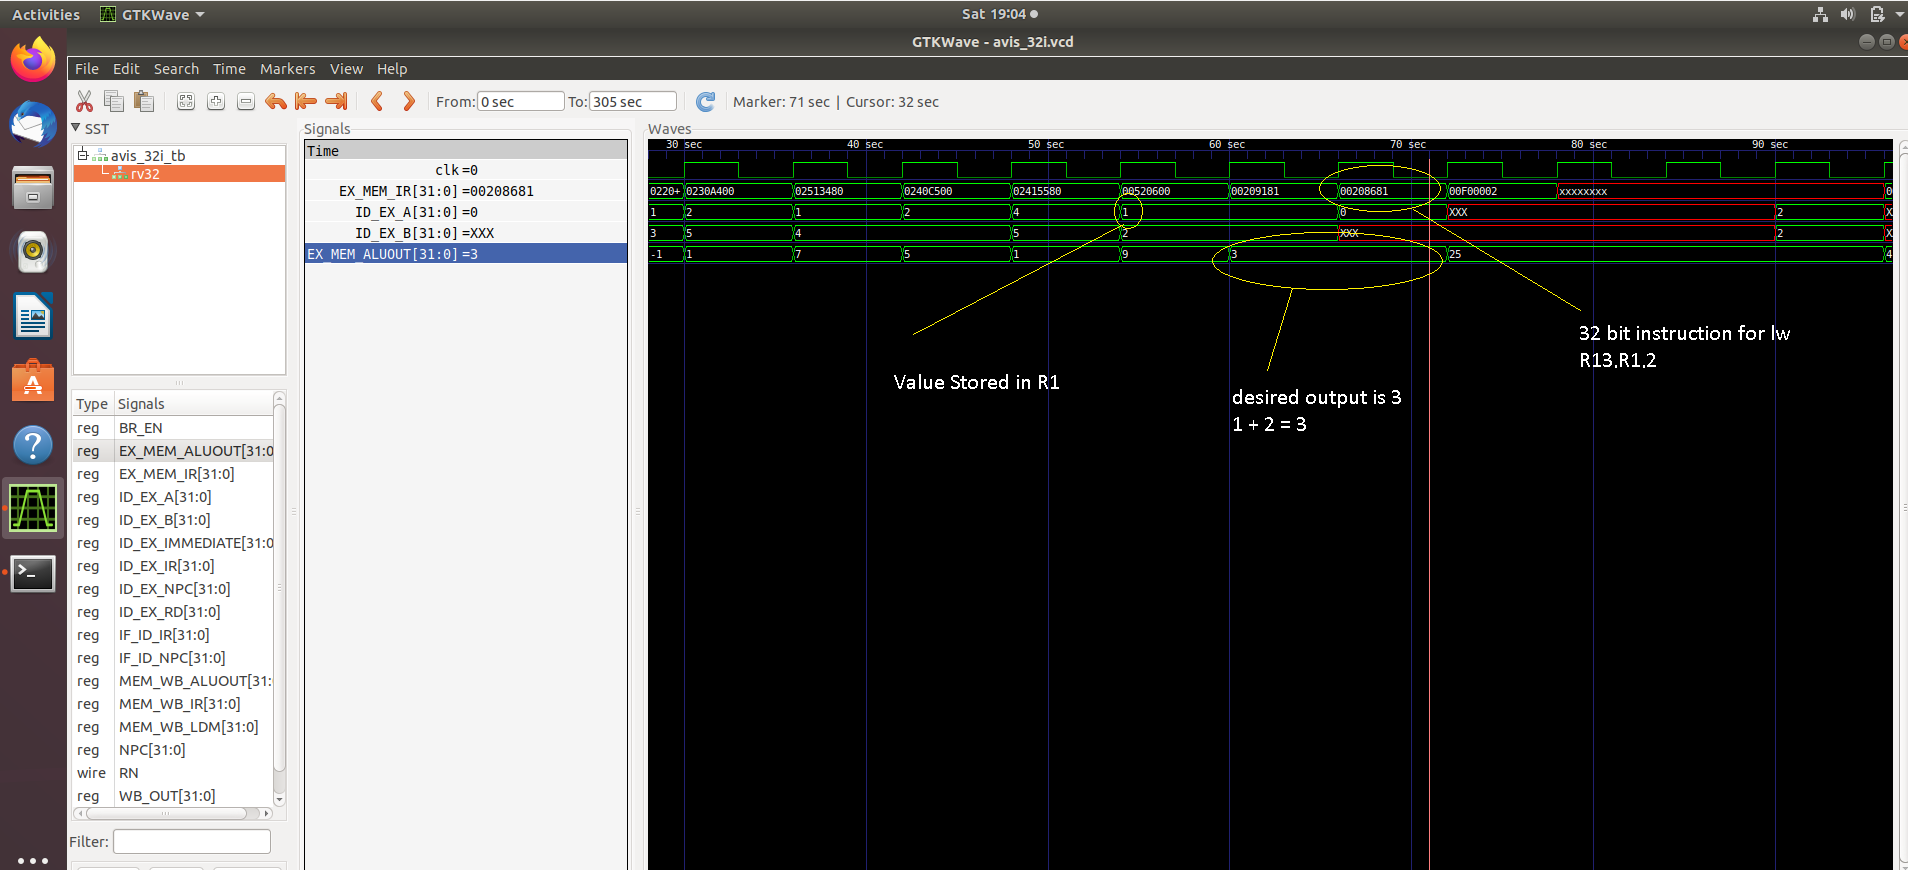 Activities GTKWave Sat 19:04
GTKWave - avis_32i.vcd
File Edit Search Time Markers View Help
From: 0 sec To: 305 sec Marker: 71 sec | Cursor: 32 sec
SST
avis_32i_tb
rv32
Type Signals
reg BR_EN
reg EX_MEM_ALUOUT[31:0
reg EX_MEM_IR[31:0]
reg ID_EX_A[31:0]
reg ID_EX_B[31:0]
reg ID_EX_IMMEDIATE[31:0
reg ID_EX_IR[31:0]
reg ID_EX_NPC[31:0]
reg ID_EX_RD[31:0]
reg IF_ID_IR[31:0]
reg IF_ID_NPC[31:0]
reg MEM_WB_ALUOUT[31:
reg MEM_WB_IR[31:0]
reg MEM_WB_LDM[31:0]
reg NPC[31:0]
wire RN
reg WB_OUT[31:0]
Filter:
Signals
Time
clk=0
EX_MEM_IR[31:0]=00208681
ID_EX_A[31:0]=0
ID_EX_B[31:0]=XXX
EX_MEM_ALUOUT[31:0]=3
Waves
30 sec 40 sec 50 sec 60 sec 70 sec 80 sec 90 sec
0220+ 0230A400 02513480 0240C500 02415580 00520600 00209181 00208681 00F00002 xxxxxxxx 0
1 2 1 2 4 1 0 XXX 2 X
3 5 4 5 2 XXX 2 X
-1 1 7 5 1 9 3 25 4
Value Stored in R1
desired output is 3
1 + 2 = 3
32 bit instruction for lw
R13,R1,2